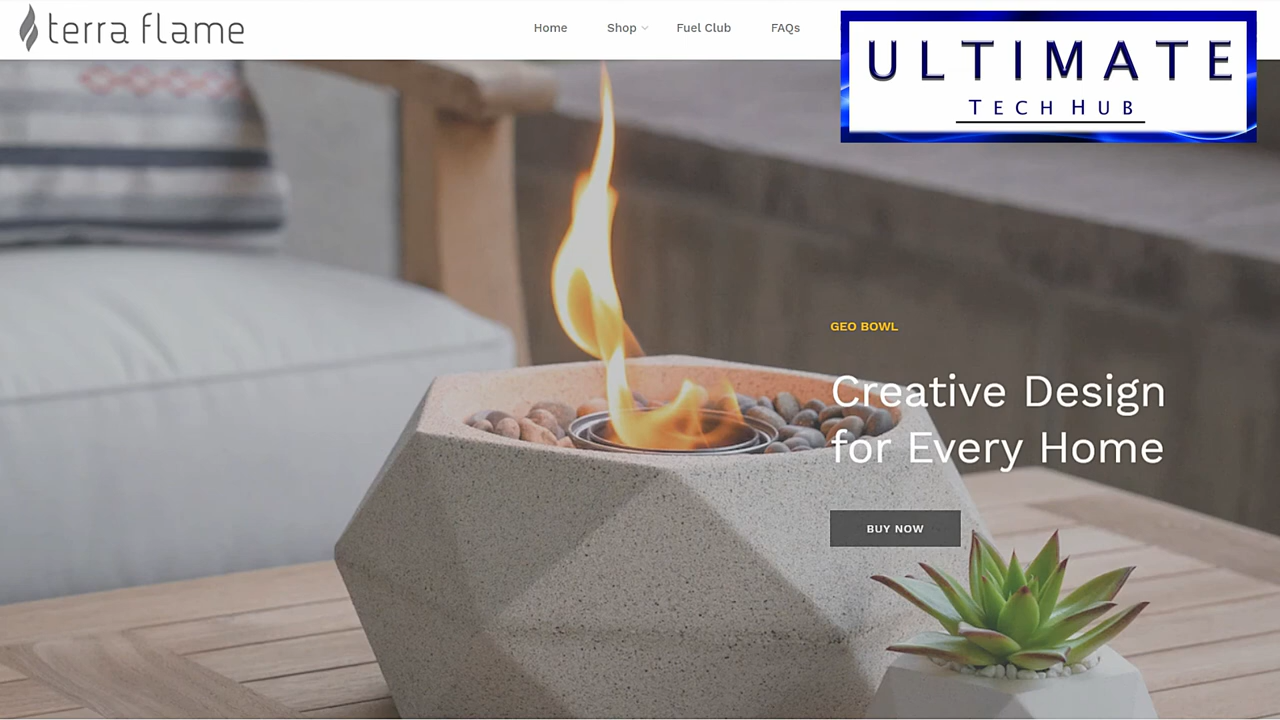 terra flame
Home Shop Fuel Club FAQs
ULTIMATE
TECH HUB
GEO BOWL
Creative Design
for Every Home
BUY NOW